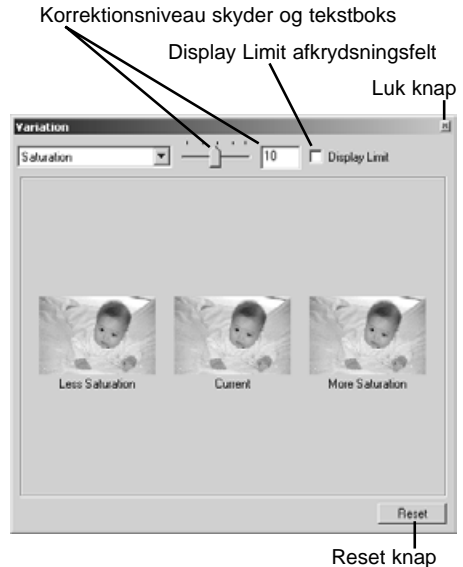 Korrektionsniveau skyder og tekstboks
Display Limit afkrydsningsfelt
Luk knap
Variation
Saturation 10 Display Limit
Less Saturation Current More Saturation
Reset
Reset knap